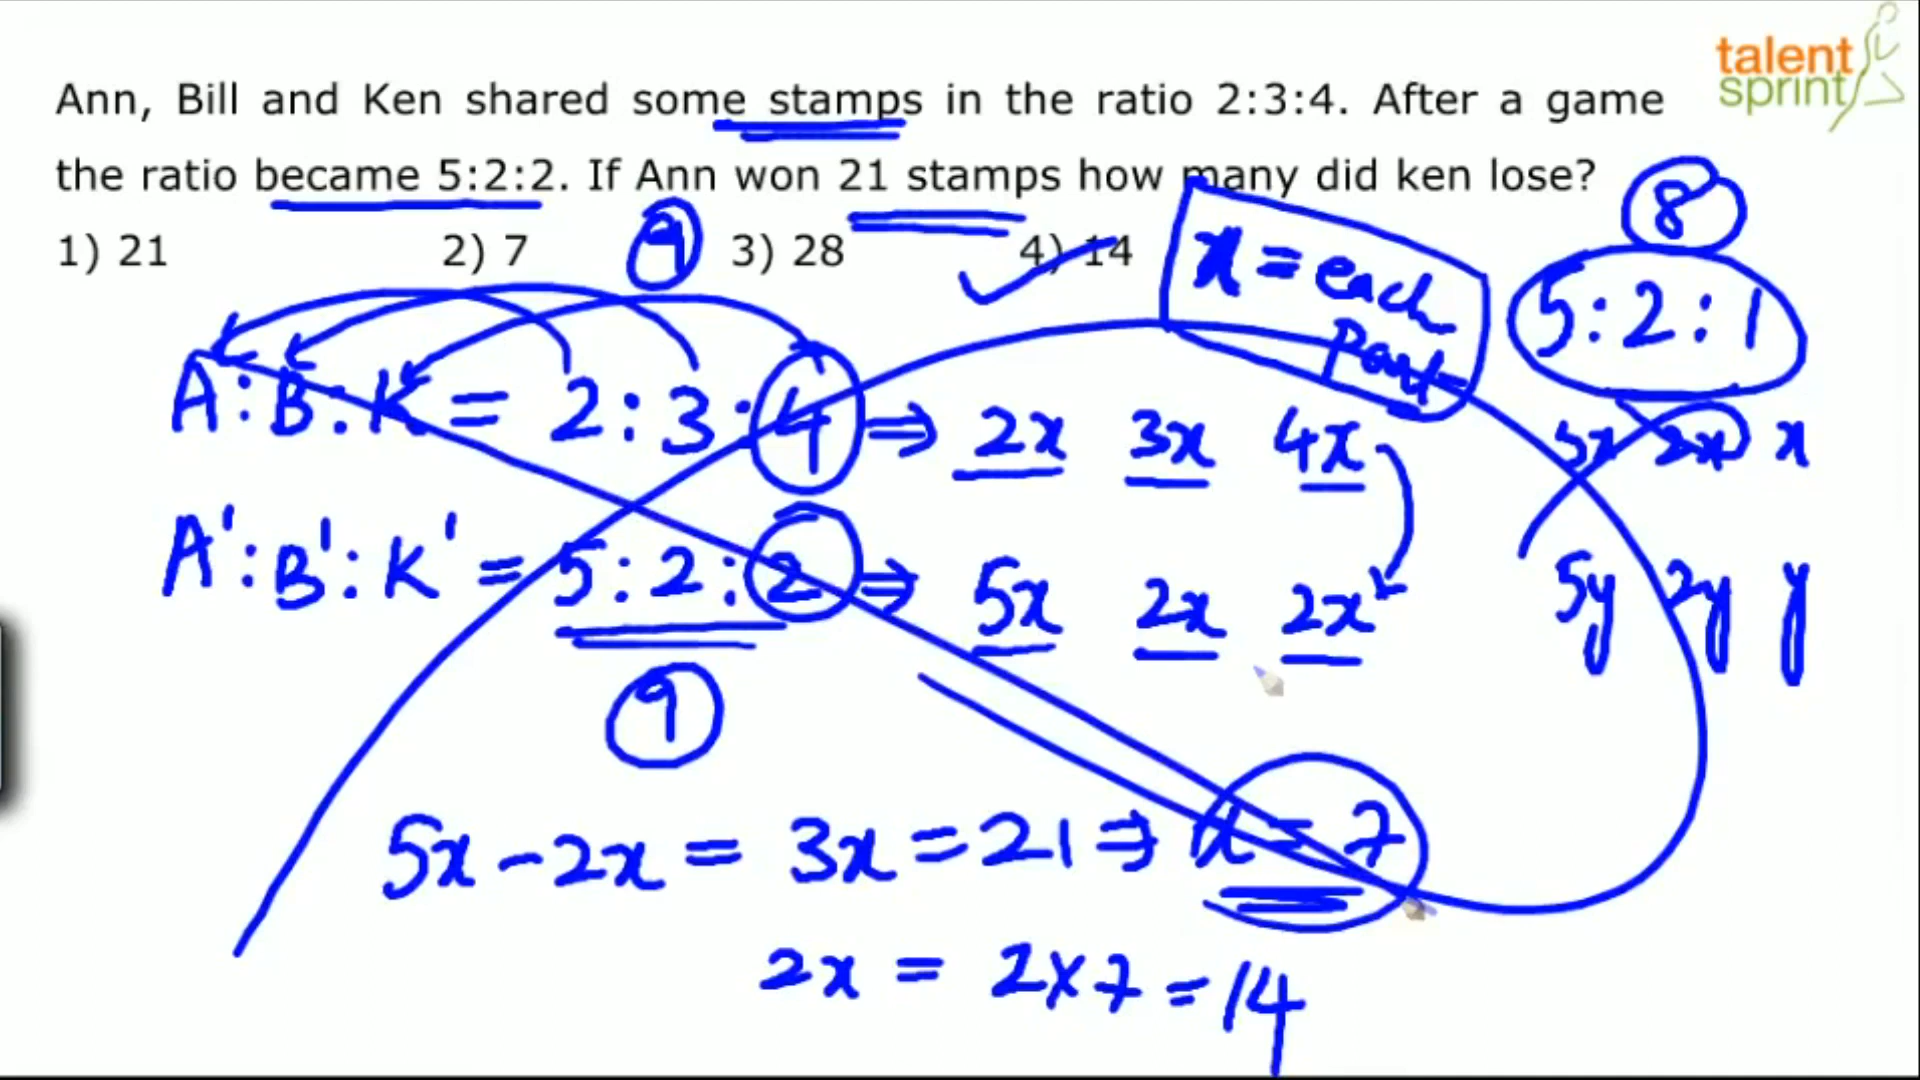 talent
sprint
Ann, Bill and Ken shared some stamps in the ratio 2:3:4. After a game
the ratio became 5:2:2. If Ann won 21 stamps how many did ken lose?
1) 21 2) 7 3) 28 4) 14
9
8
x = each
part
5:2:1
A:B:K = 2:3:4 ⇒ 2x 3x 4x
5x 2x x
A':B':K' = 5:2:2 ⇒ 5x 2x 2x
5y 2y y
9
5x - 2x = 3x = 21 ⇒ x = 7
2x = 2x7 = 14